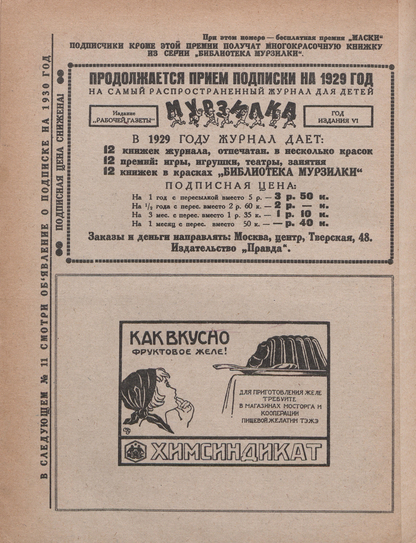 При этом номере — бесплатная премия „МАСКИ"
ПОДПИСЧИКИ КРОМЕ ЭТОЙ ПРЕМИИ ПОЛУЧАТ МНОГОКРАСОЧНУЮ КНИЖКУ
ИЗ СЕРИИ „БИБЛИОТЕКА МУРЗИЛКИ".
ПРОДОЛЖАЕТСЯ ПРИЕМ ПОДПИСКИ НА 1929 ГОД
НА САМЫЙ РАСПРОСТРАНЕННЫЙ ЖУРНАЛ ДЛЯ ДЕТЕЙ
Издание
„РАБОЧЕЙ ГАЗЕТЫ"
МУРЗИЛКА
ГОД
ИЗДАНИЯ VI
В 1929 ГОДУ ЖУРНАЛ ДАЕТ:
12 книжек журнала, отпечатан. в несколько красок
12 премий: игры, игрушки, театры, занятия
12 книжек в красках „БИБЛИОТЕКА МУРЗИЛКИ"
ПОДПИСНАЯ ЦЕНА:
На 1 год с пересылкой вместо 5 р. — 3 р. 50 к.
На ½ года с перес. вместо 2 р. 60 к. — 2 р. — к.
На 3 мес. с перес. вместо 1 р. 35 к. — 1 р. 10 к.
На 1 месяц с перес. вместо 50 к. — — р. 40 к.
Заказы и деньги направлять: Москва, центр, Тверская, 48.
Издательство „Правда".
В СЛЕДУЮЩЕМ № 11 СМОТРИ ОБ'ЯВЛЕНИЕ О ПОДПИСКЕ НА 1930 ГОД
ПОДПИСНАЯ ЦЕНА СНИЖЕНА!
КАК ВКУСНО
ФРУКТОВОЕ ЖЕЛЕ!
ДЛЯ ПРИГОТОВЛЕНИЯ ЖЕЛЕ
ТРЕБУЙТЕ
В МАГАЗИНАХ МОСТОРГА И
КООПЕРАЦИИ
ПИЩЕВОЙ ЖЕЛАТИН ТЭЖЭ
ХИМСИНДИКАТ